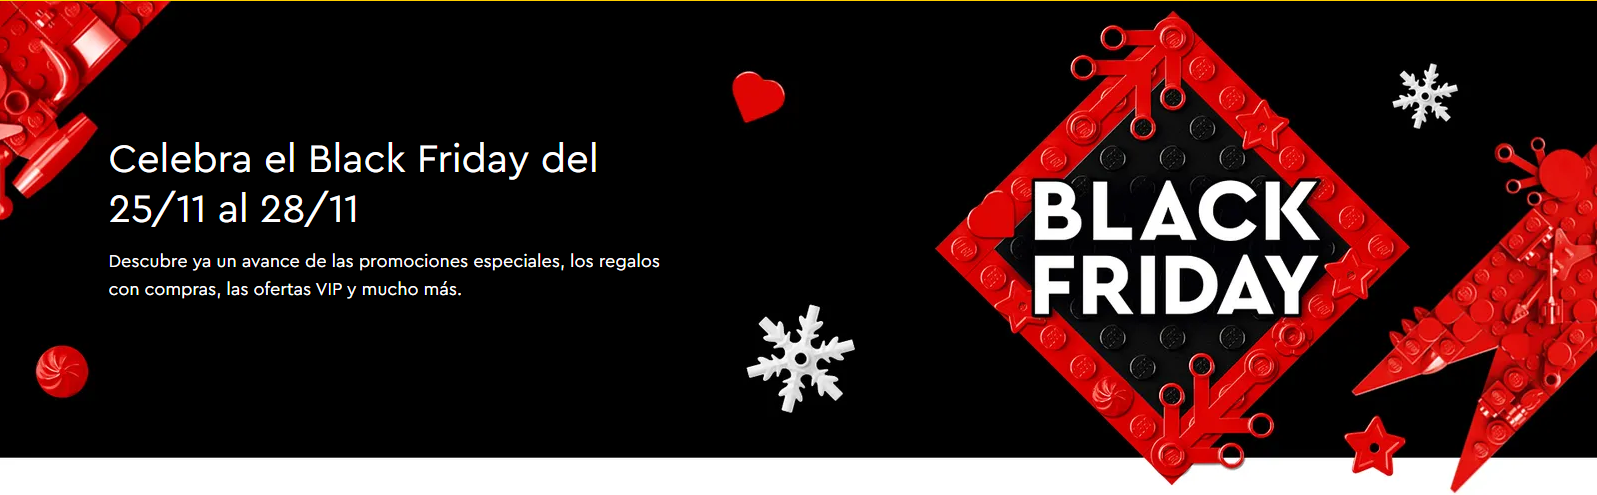 Celebra el Black Friday del
25/11 al 28/11
Descubre ya un avance de las promociones especiales, los regalos
con compras, las ofertas VIP y mucho más.
BLACK
FRIDAY